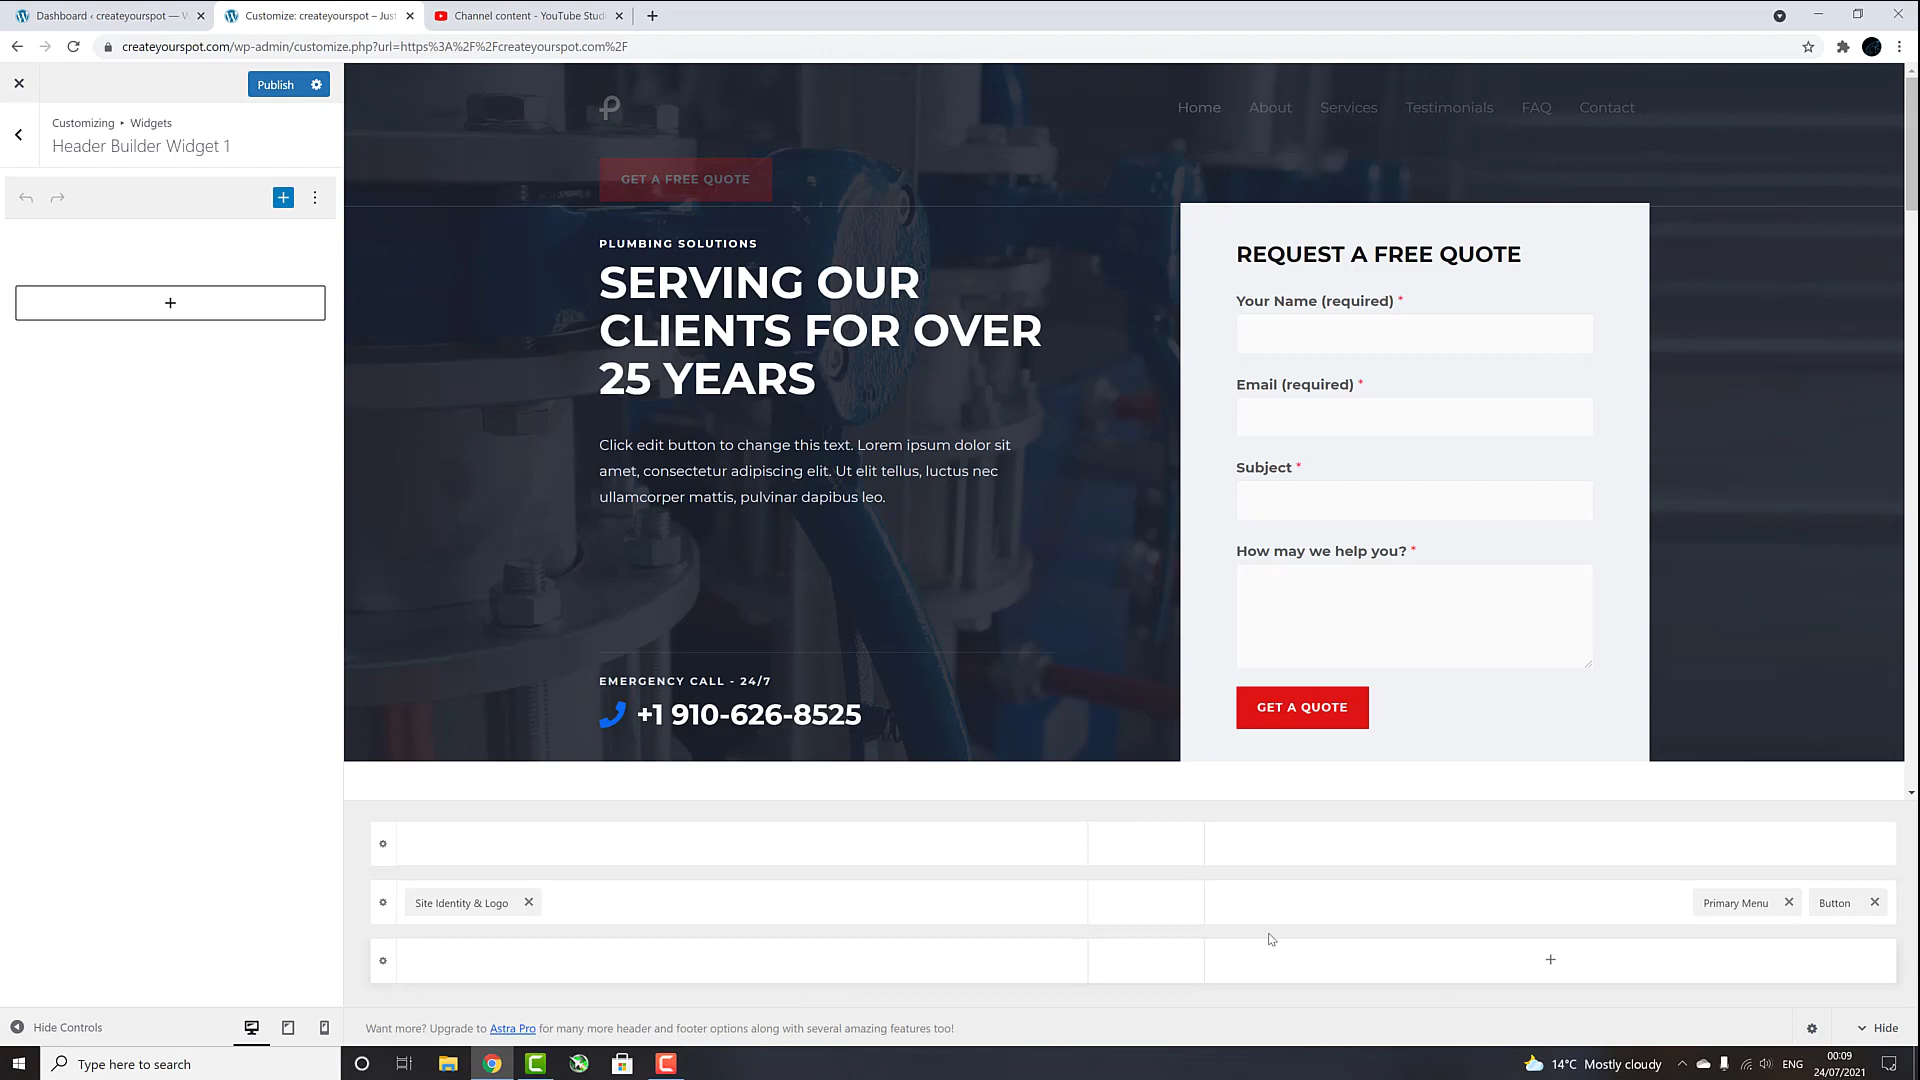 Dashboard ‹ createyourspot — W
Customize: createyourspot – Just
Channel content - YouTube Studi
createyourspot.com/wp-admin/customize.php?url=https%3A%2F%2Fcreateyourspot.com%2F
Publish
Customizing ▸ Widgets
Header Builder Widget 1
Home About Services Testimonials FAQ Contact
GET A FREE QUOTE
PLUMBING SOLUTIONS
SERVING OUR
CLIENTS FOR OVER
25 YEARS
Click edit button to change this text. Lorem ipsum dolor sit
amet, consectetur adipiscing elit. Ut elit tellus, luctus nec
ullamcorper mattis, pulvinar dapibus leo.
EMERGENCY CALL - 24/7
+1 910-626-8525
REQUEST A FREE QUOTE
Your Name (required) *
Email (required) *
Subject *
How may we help you? *
GET A QUOTE
Site Identity & Logo
Primary Menu
Button
Hide Controls
Want more? Upgrade to Astra Pro for many more header and footer options along with several amazing features too!
Hide
Type here to search
14°C Mostly cloudy
ENG
00:09
24/07/2021